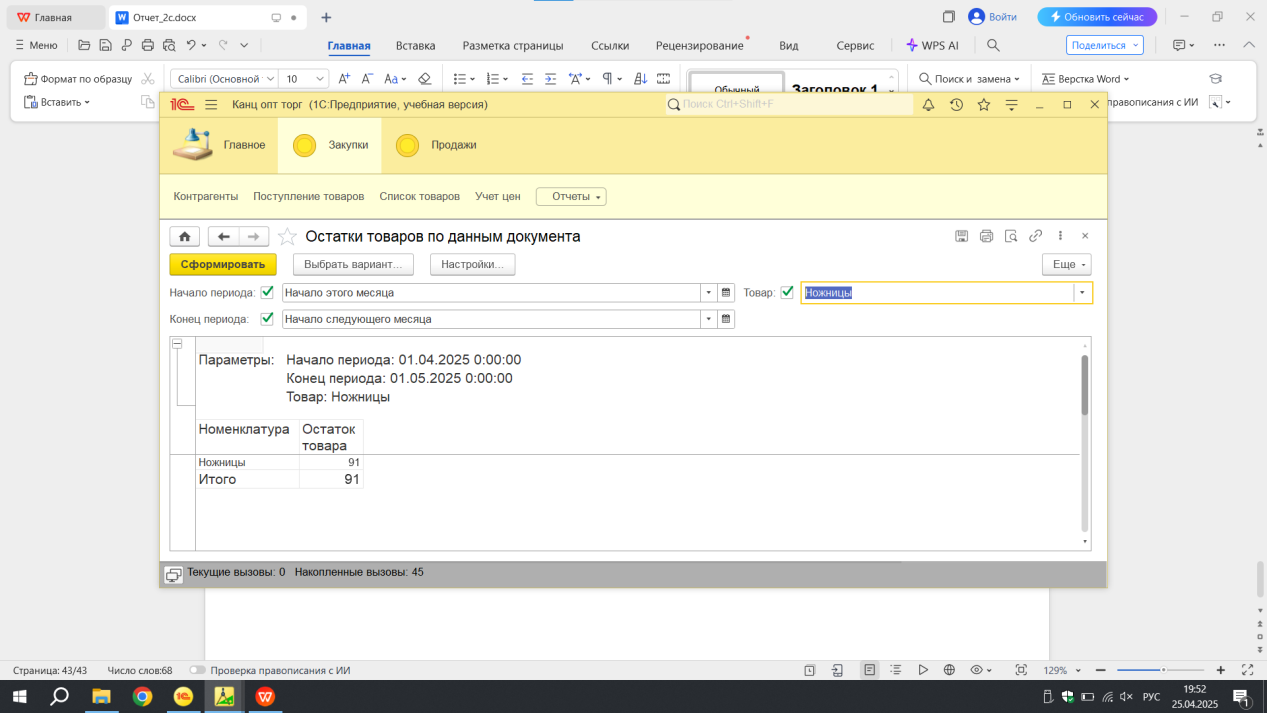 Главная
Отчет_2с.docx
Войти
Обновить сейчас
Меню
Главная
Вставка
Разметка страницы
Ссылки
Рецензирование
Вид
Сервис
WPS AI
Поделиться
Формат по образцу
Calibri (Основной
10
Обычный
Заголовок 1
Поиск и замена
Верстка Word
Вставить
правописания с ИИ
Канц опт торг (1С:Предприятие, учебная версия)
Поиск Ctrl+Shift+F
Главное
Закупки
Продажи
Контрагенты
Поступление товаров
Список товаров
Учет цен
Отчеты
Остатки товаров по данным документа
Сформировать
Выбрать вариант...
Настройки...
Еще
Начало периода:
Начало этого месяца
Товар:
Ножницы
Конец периода:
Начало следующего месяца
Параметры: Начало периода: 01.04.2025 0:00:00
Конец периода: 01.05.2025 0:00:00
Товар: Ножницы
Номенклатура Остаток
товара
Ножницы 91
Итого 91
Текущие вызовы: 0 Накопленные вызовы: 45
Страница: 43/43
Число слов:68
Проверка правописания с ИИ
129%
РУС
19:52
25.04.2025
1